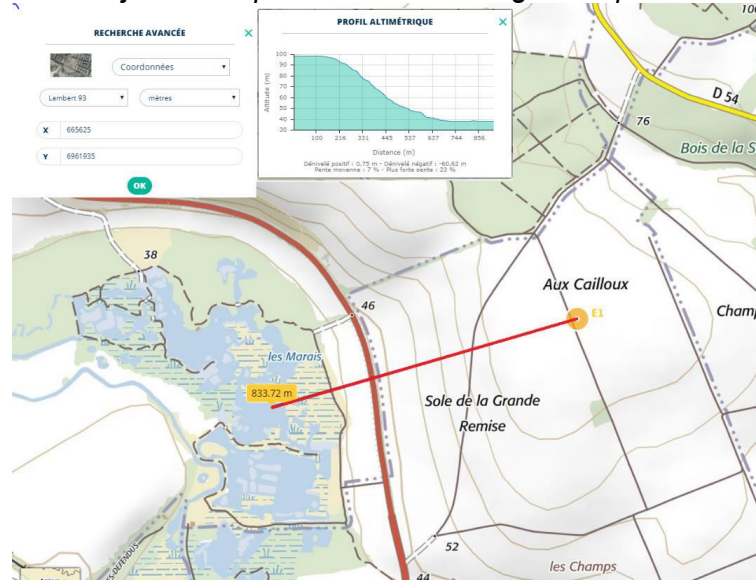 RECHERCHE AVANCÉE
Coordonnées
Lambert 93
mètres
X 665625
Y 6961935
OK
PROFIL ALTIMÉTRIQUE
Altitude (m)
100
90
80
70
60
50
40
30
100 216 331 445 537 637 744 856
Distance (m)
Dénivelé positif : 0,75 m - Dénivelé négatif : -60,62 m
Pente moyenne : 7 % - Plus forte pente : 23 %
100
D 54
76
Bois de la S
38
Aux Cailloux
E1
46
Champ
les Marais
833.72 m
Sole de la Grande
Remise
52
les Champs
44